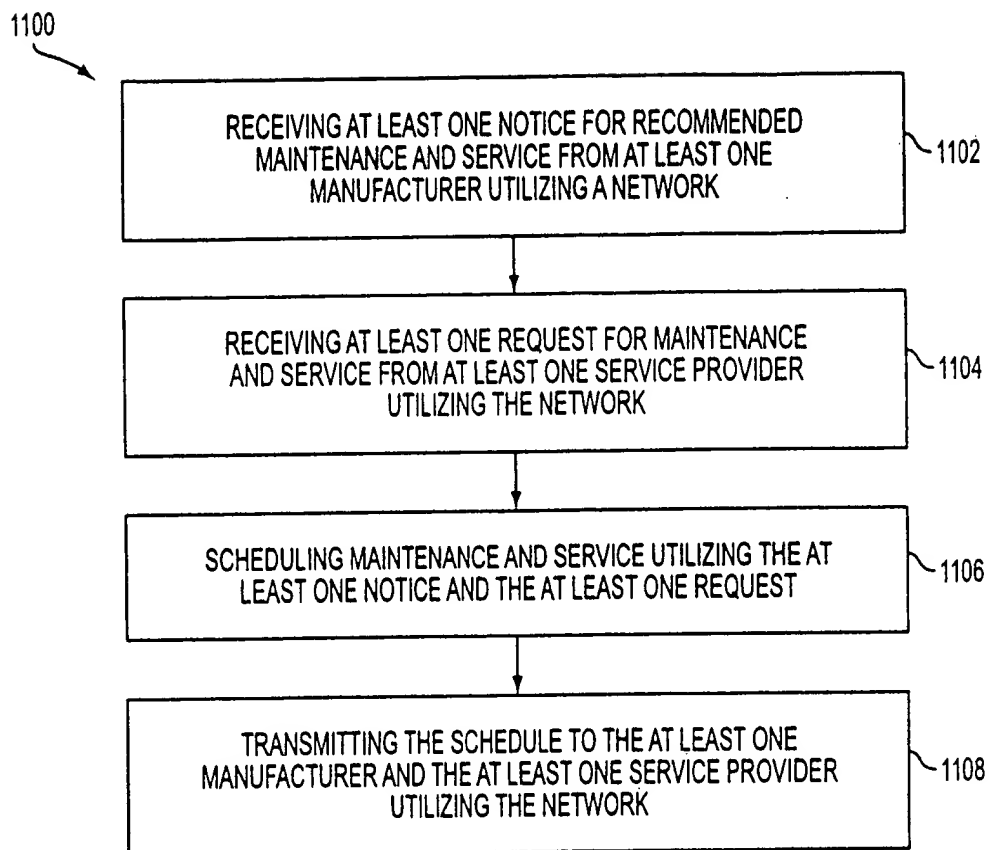 1100
RECEIVING AT LEAST ONE NOTICE FOR RECOMMENDED
MAINTENANCE AND SERVICE FROM AT LEAST ONE
MANUFACTURER UTILIZING A NETWORK
1102
RECEIVING AT LEAST ONE REQUEST FOR MAINTENANCE
AND SERVICE FROM AT LEAST ONE SERVICE PROVIDER
UTILIZING THE NETWORK
1104
SCHEDULING MAINTENANCE AND SERVICE UTILIZING THE AT
LEAST ONE NOTICE AND THE AT LEAST ONE REQUEST
1106
TRANSMITTING THE SCHEDULE TO THE AT LEAST ONE
MANUFACTURER AND THE AT LEAST ONE SERVICE PROVIDER
UTILIZING THE NETWORK
1108